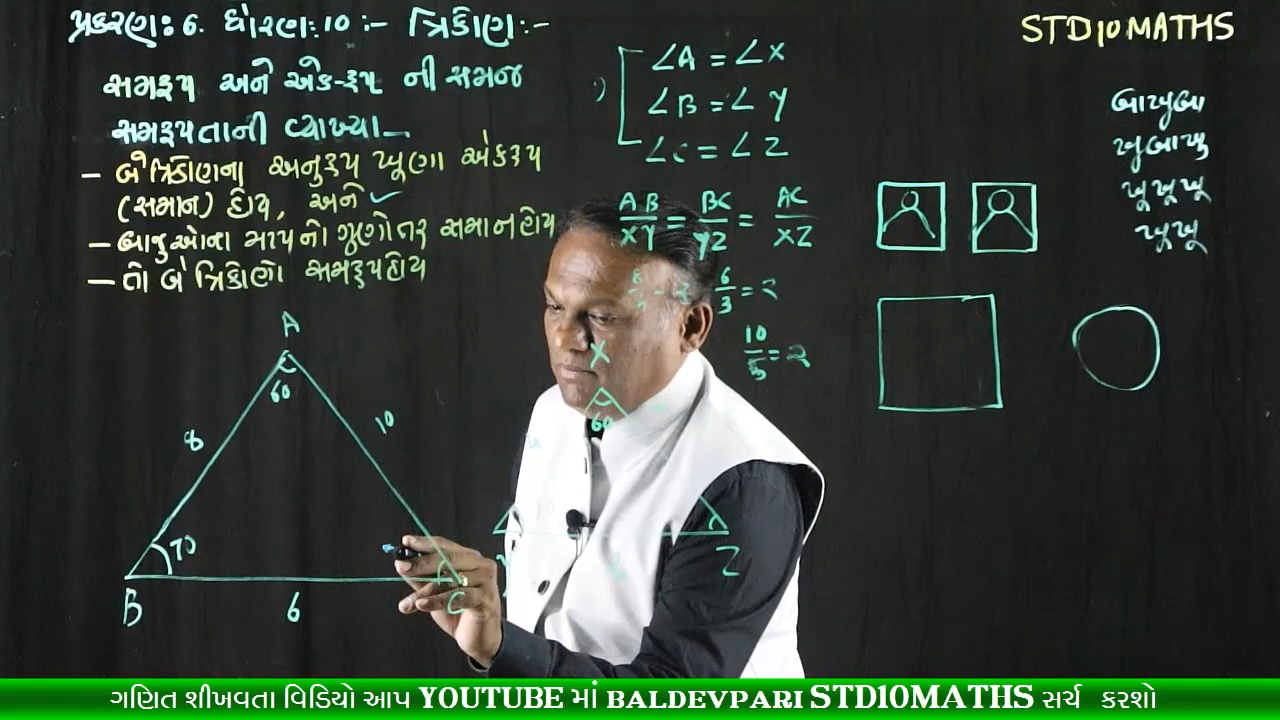 પ્રકરણઃ 6. ધોરણઃ 10 :- ત્રિકોણ :-
STD10MATHS
સમરૂપ અને એક-રૂપ ની સમજ
સમરૂપતાની વ્યાખ્યા -
- બે ત્રિકોણના અનુરૂપ ખૂણા એકરૂપ
(સમાન) હોય, અને ✓
- બાજુઓના માપનો ગુણોતર સમાન હોય
- તો બે ત્રિકોણો સમરૂપ હોય
1) ∠A = ∠X
∠B = ∠Y
∠C = ∠Z
AB/XY = BC/YZ = AC/XZ
6/3 = 2
10/5 = 2
બાખુબા
ખુબાખુ
ખૂખૂખૂ
ખૂખૂ
A
60
8
10
70
B
6
C
X
60
Z
ગણિત શીખવતા વિડિયો આપ YOUTUBE માં BALDEVPARI STD10MATHS સર્ચ કરશો